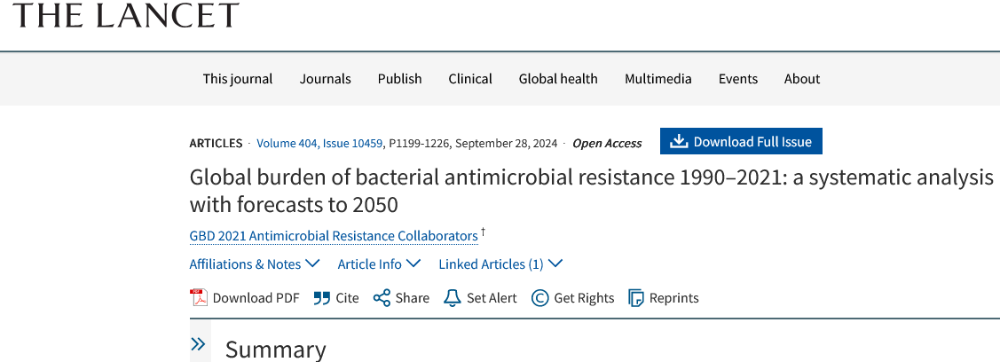 THE LANCET
This journal Journals Publish Clinical Global health Multimedia Events About
ARTICLES · Volume 404, Issue 10459, P1199-1226, September 28, 2024 · Open Access Download Full Issue
Global burden of bacterial antimicrobial resistance 1990–2021: a systematic analysis
with forecasts to 2050
GBD 2021 Antimicrobial Resistance Collaborators †
Affiliations & Notes Article Info Linked Articles (1)
Download PDF Cite Share Set Alert Get Rights Reprints
Summary